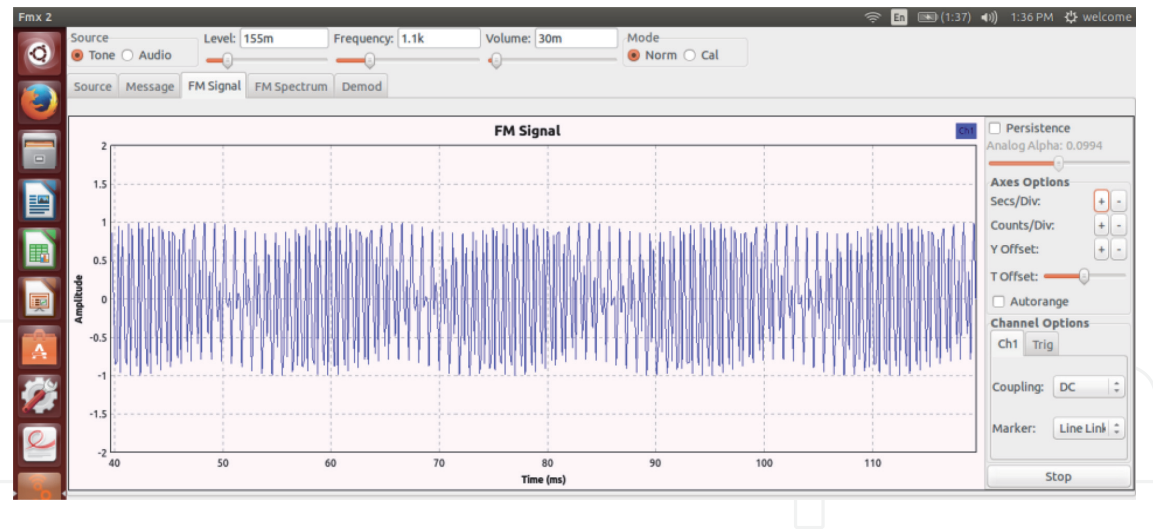 Fmx 2 En (1:37) 1:36 PM welcome
Source Level: 155m Frequency: 1.1k Volume: 30m Mode
Tone Audio Norm Cal
Source Message FM Signal FM Spectrum Demod
FM Signal
Ch1
Amplitude
2
1.5
1
0.5
0
-0.5
-1
-1.5
-2
40 50 60 70 80 90 100 110
Time (ms)
Persistence
Analog Alpha: 0.0994
Axes Options
Secs/Div: + -
Counts/Div: + -
Y Offset: + -
T Offset:
Autorange
Channel Options
Ch1 Trig
Coupling: DC
Marker: Line Link
Stop